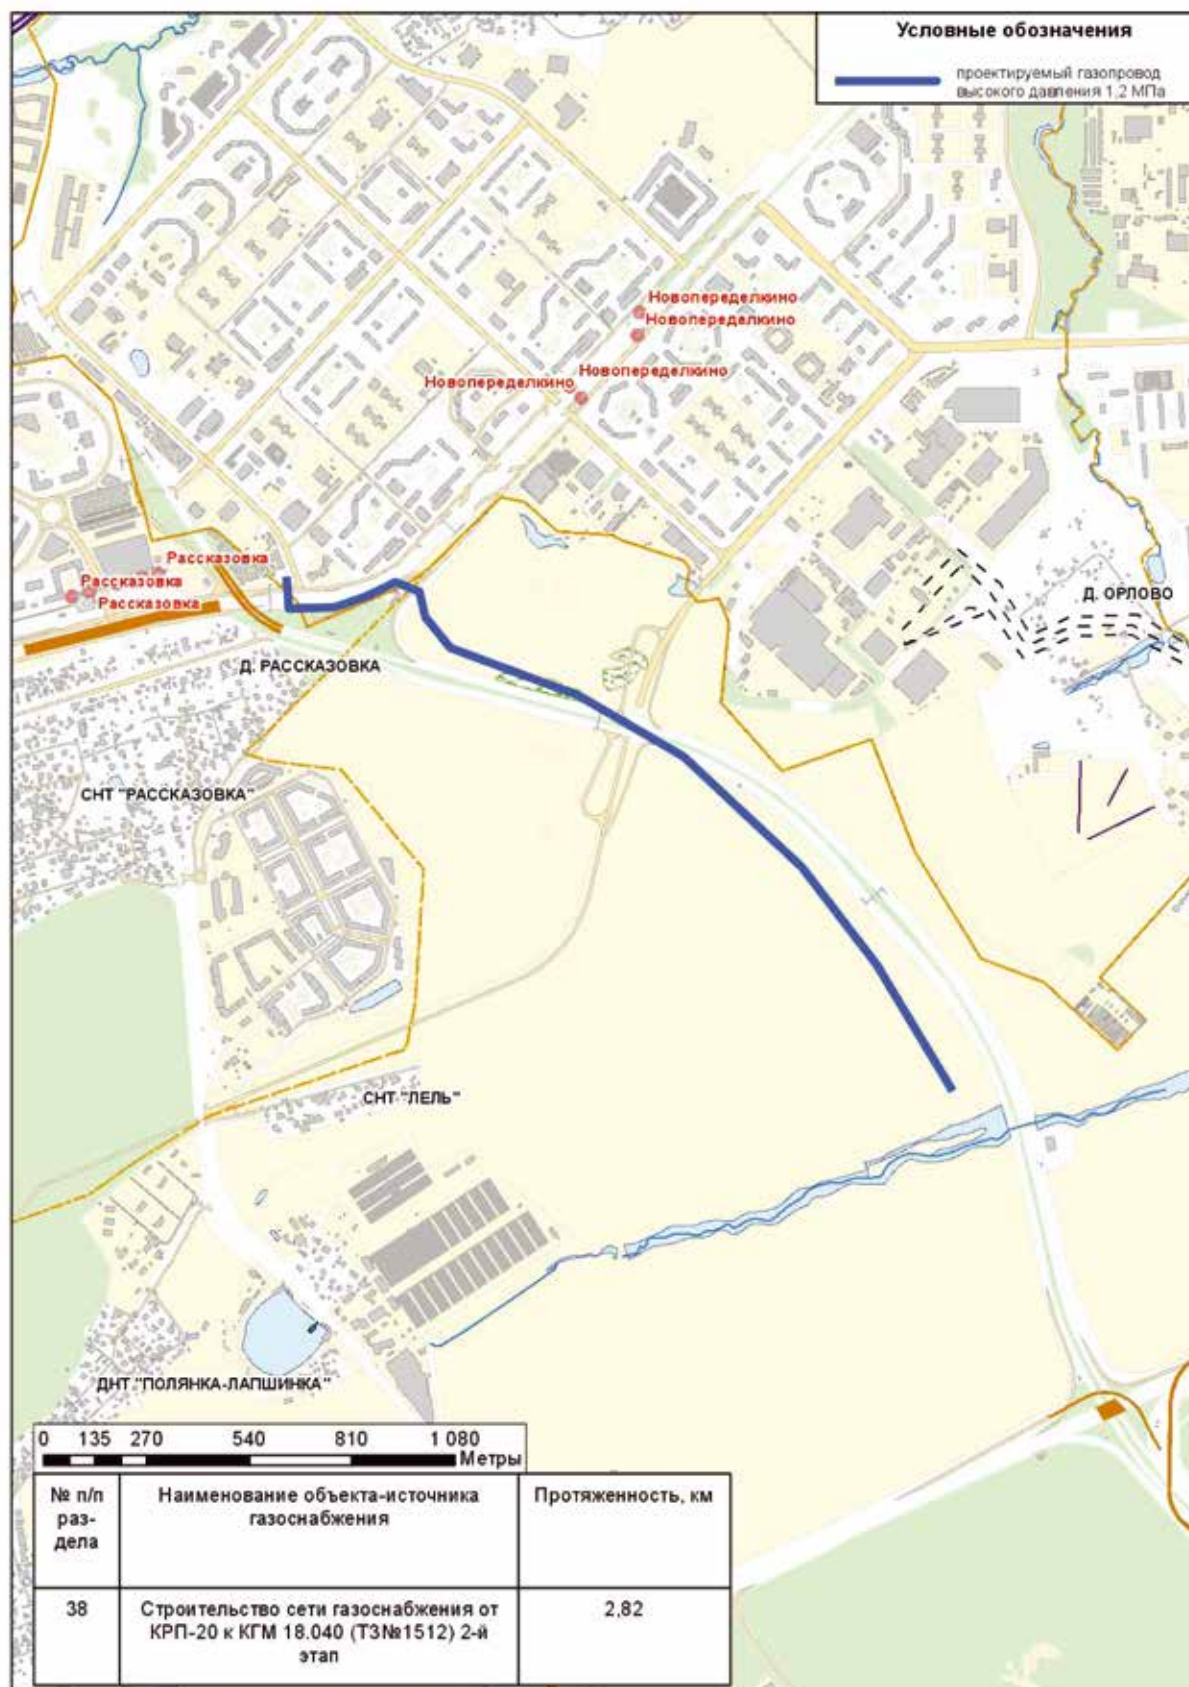 Условные обозначения
проектируемый газопровод
высокого давления 1,2 МПа
Новопеределкино
Новопеределкино
Новопеределкино
Новопеределкино
Рассказовка
Рассказовка
Рассказовка
Д. ОРЛОВО
Д. РАССКАЗОВКА
СНТ "РАССКАЗОВКА"
СНТ "ЛЕЛЬ"
ДНТ "ПОЛЯНКА-ЛАПШИНКА"
0 135 270 540 810 1 080
Метры
№ п/п
раз-
дела
Наименование объекта-источника
газоснабжения
Протяженность, км
38
Строительство сети газоснабжения от
КРП-20 к КГМ 18.040 (ТЗ№1512) 2-й
этап
2,82